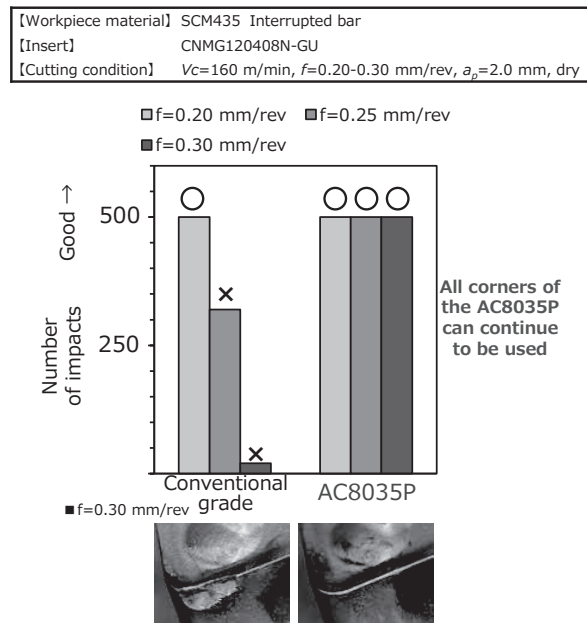 【Workpiece material】 SCM435 Interrupted bar
【Insert】 CNMG120408N-GU
【Cutting condition】 Vc=160 m/min, f=0.20-0.30 mm/rev, ap=2.0 mm, dry
f=0.20 mm/rev f=0.25 mm/rev
f=0.30 mm/rev
Good →
Number
of impacts
500
250
All corners of
the AC8035P
can continue
to be used
Conventional
grade
AC8035P
■ f=0.30 mm/rev